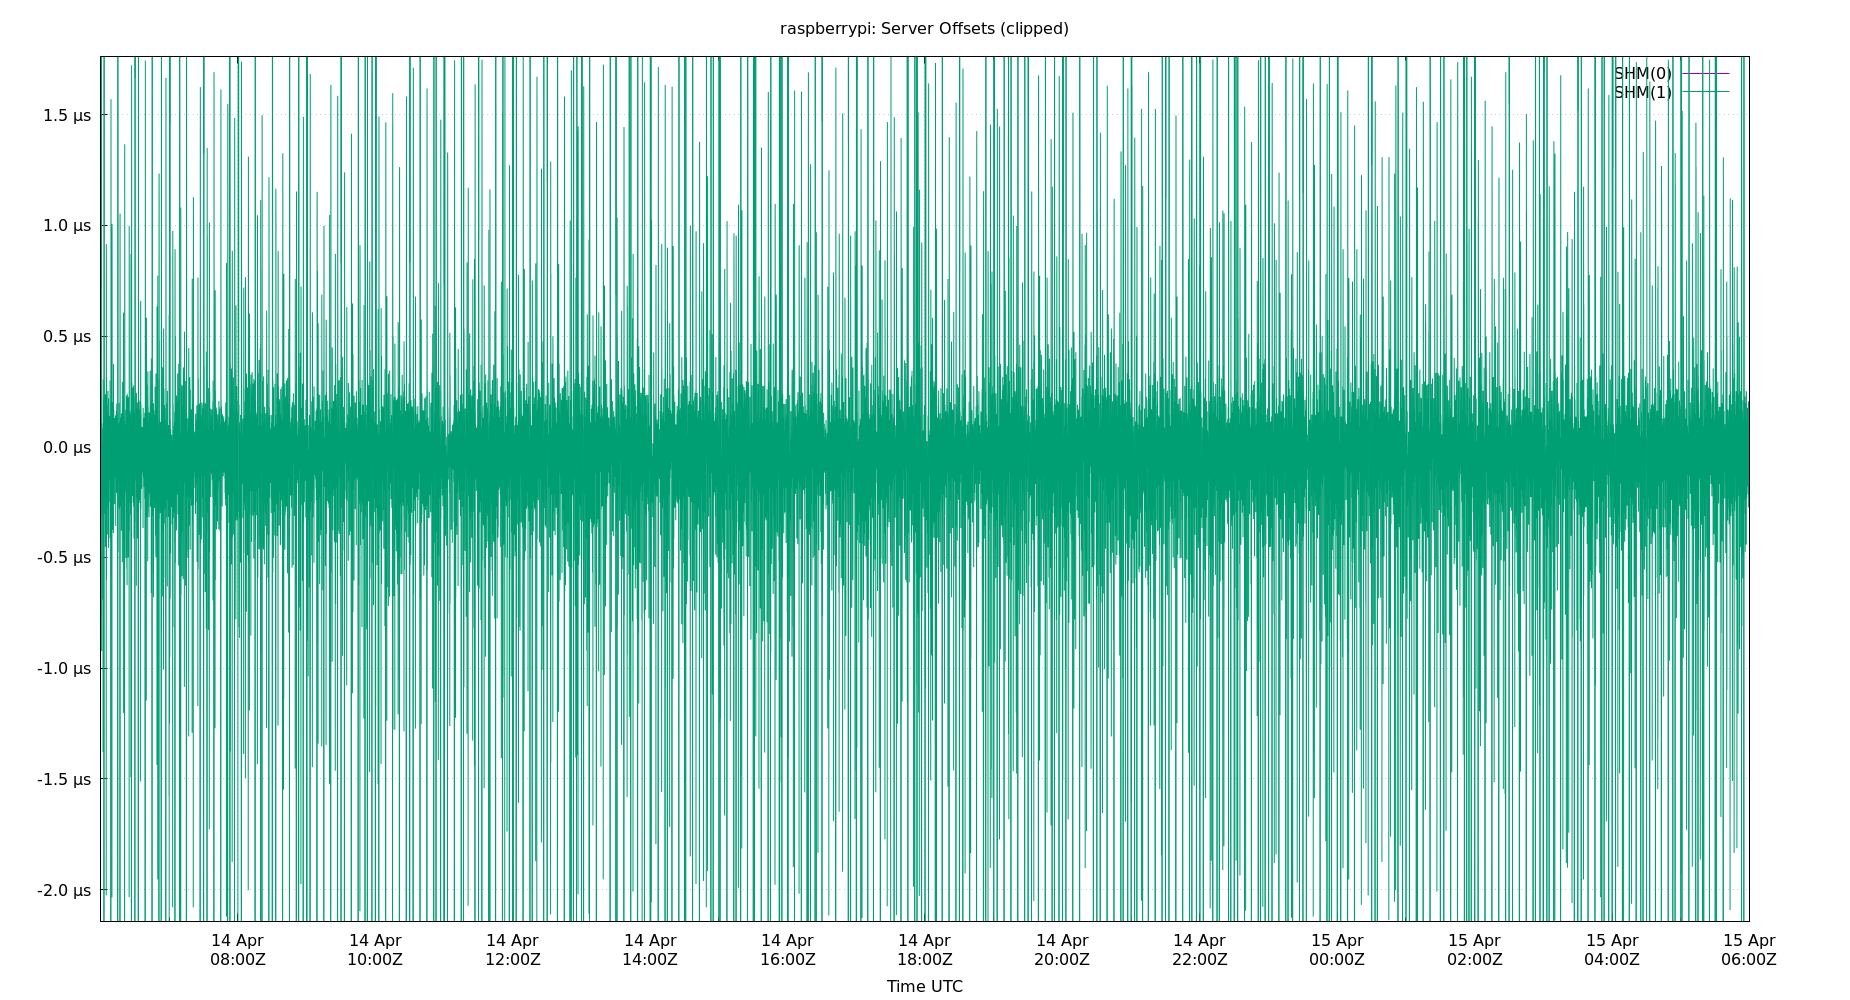 raspberrypi: Server Offsets (clipped)
SHM(0)
SHM(1)
1.5 µs
1.0 µs
0.5 µs
0.0 µs
-0.5 µs
-1.0 µs
-1.5 µs
-2.0 µs
14 Apr 14 Apr 14 Apr 14 Apr 14 Apr 14 Apr 14 Apr 14 Apr 15 Apr 15 Apr 15 Apr 15 Apr
08:00Z 10:00Z 12:00Z 14:00Z 16:00Z 18:00Z 20:00Z 22:00Z 00:00Z 02:00Z 04:00Z 06:00Z
Time UTC